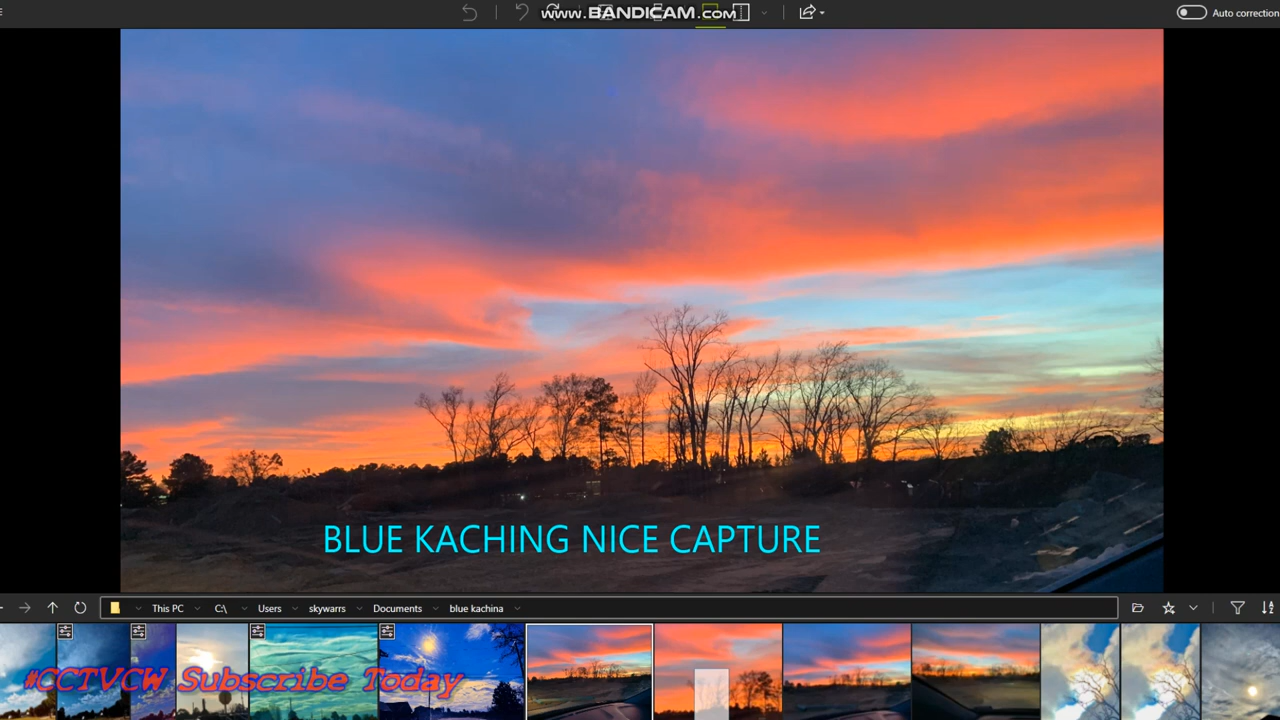 www.BANDICAM.com
Auto correction
BLUE KACHING NICE CAPTURE
This PC C:\ Users skywarrs Documents blue kachina
#CCTVCW Subscribe Today